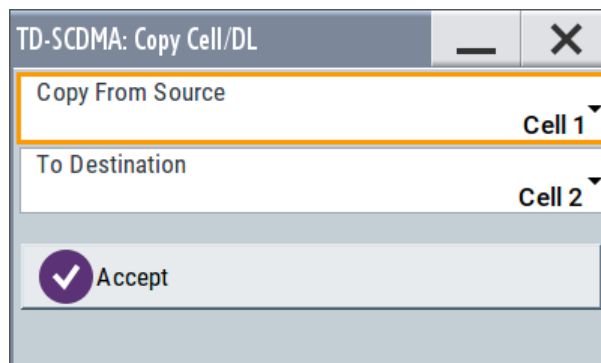 TD-SCDMA: Copy Cell/DL
Copy From Source
Cell 1
To Destination
Cell 2
Accept